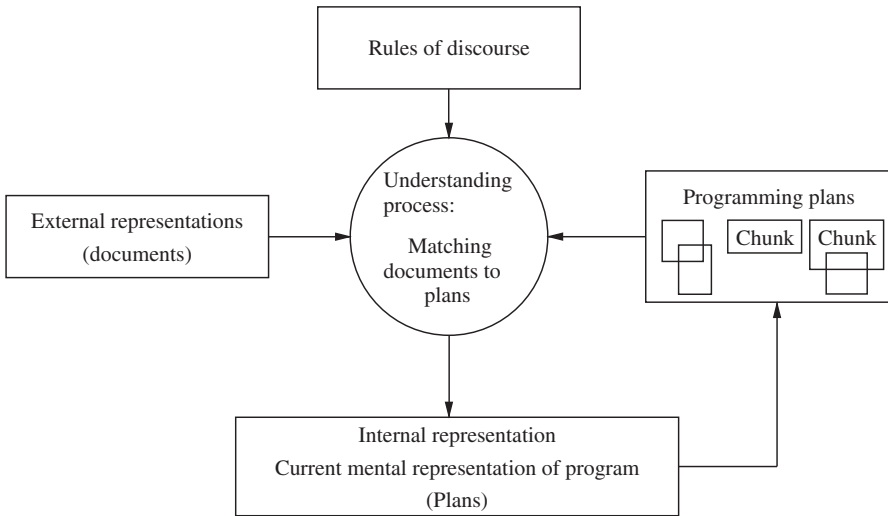 Rules of discourse
External representations
(documents)
Understanding
process:
Matching
documents to
plans
Programming plans
Chunk
Chunk
Internal representation
Current mental representation of program
(Plans)